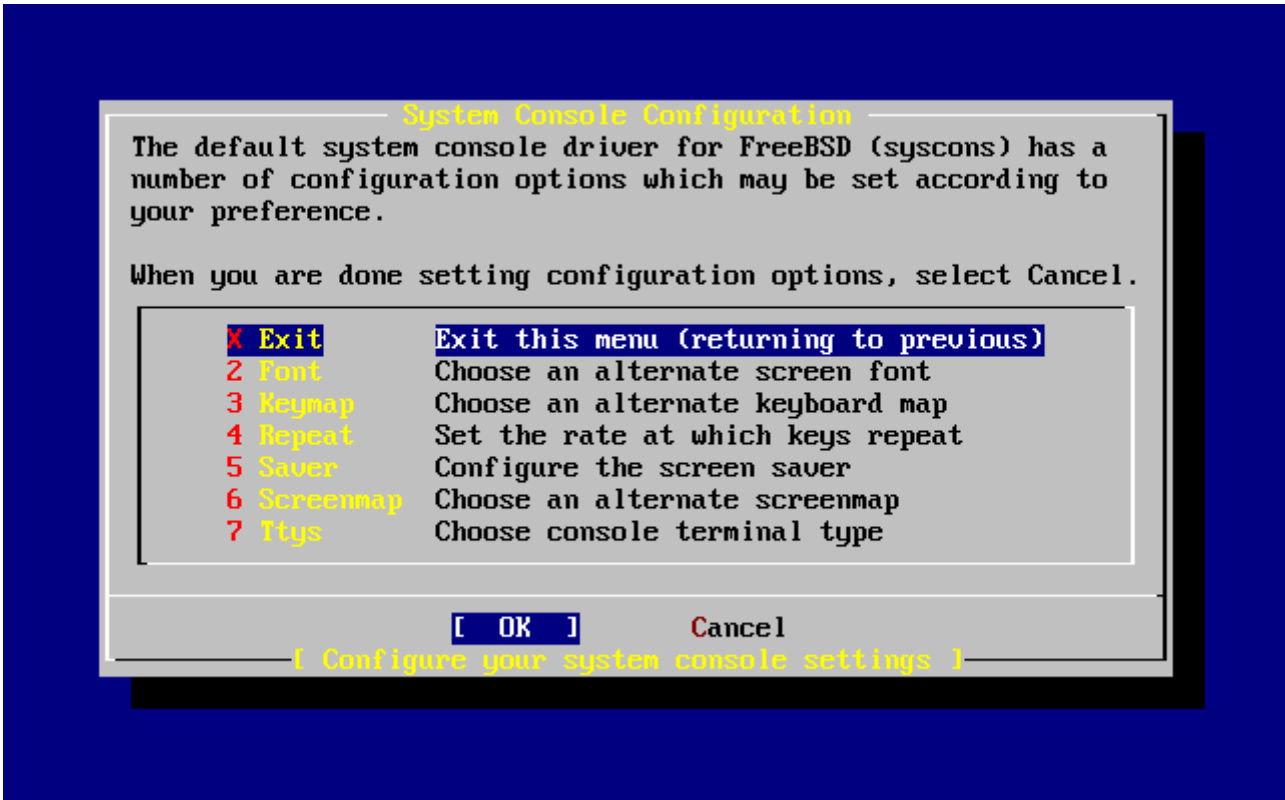 System Console Configuration
The default system console driver for FreeBSD (syscons) has a
number of configuration options which may be set according to
your preference.
When you are done setting configuration options, select Cancel.
X Exit Exit this menu (returning to previous)
2 Font Choose an alternate screen font
3 Keymap Choose an alternate keyboard map
4 Repeat Set the rate at which keys repeat
5 Saver Configure the screen saver
6 Screenmap Choose an alternate screenmap
7 Ttys Choose console terminal type
[ OK ] Cancel
[ Configure your system console settings ]